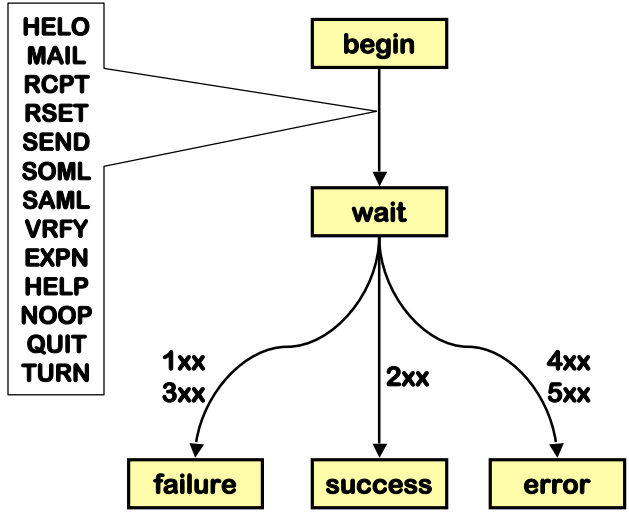 HELO
MAIL
RCPT
RSET
SEND
SOML
SAML
VRFY
EXPN
HELP
NOOP
QUIT
TURN
begin
wait
1xx
3xx
2xx
4xx
5xx
failure
success
error